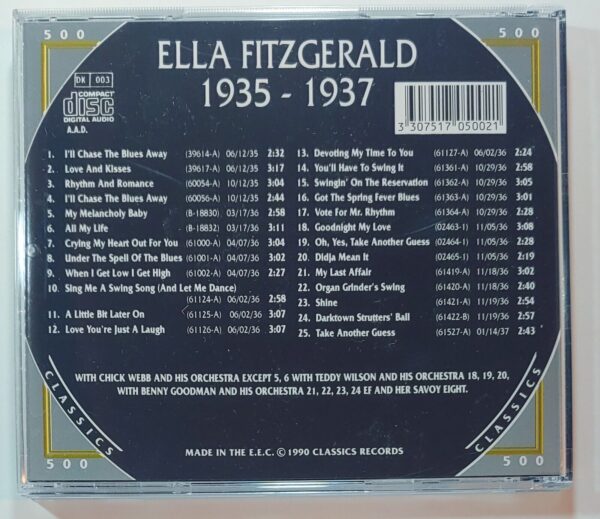 500
500
ELLA FITZGERALD
1935 - 1937
DK 003
COMPACT
disc
DIGITAL AUDIO
A.A.D.
3 307517 050021
1. I'll Chase The Blues Away (39614-A) 06/12/35 2:32
2. Love And Kisses (39617-A) 06/12/35 3:17
3. Rhythm And Romance (60054-A) 10/12/35 3:04
4. I'll Chase The Blues Away (60056-A) 10/12/35 2:44
5. My Melancholy Baby (B-18830) 03/17/36 2:58
6. All My Life (B-18832) 03/17/36 3:11
7. Crying My Heart Out For You (61000-A) 04/07/36 3:04
8. Under The Spell Of The Blues (61001-A) 04/07/36 3:02
9. When I Get Low I Get High (61002-A) 04/07/36 2:27
10. Sing Me A Swing Song (And Let Me Dance)
(61124-A) 06/02/36 2:58
11. A Little Bit Later On (61125-A) 06/02/36 3:07
12. Love You're Just A Laugh (61126-A) 06/02/36 3:07
13. Devoting My Time To You (61127-A) 06/02/36 2:24
14. You'll Have To Swing It (61361-A) 10/29/36 2:58
15. Swingin' On The Reservation (61362-A) 10/29/36 3:05
16. Got The Spring Fever Blues (61363-A) 10/29/36 3:01
17. Vote For Mr. Rhythm (61364-A) 10/29/36 2:28
18. Goodnight My Love (02463-1) 11/05/36 3:08
19. Oh, Yes, Take Another Guess (02464-1) 11/05/36 2:28
20. Didja Mean It (02465-1) 11/05/36 2:19
21. My Last Affair (61419-A) 11/18/36 3:02
22. Organ Grinder's Swing (61420-A) 11/18/36 2:40
23. Shine (61421-A) 11/19/36 2:54
24. Darktown Strutters' Ball (61422-B) 11/19/36 2:57
25. Take Another Guess (61527-A) 01/14/37 2:43
WITH CHICK WEBB AND HIS ORCHESTRA EXCEPT 5, 6 WITH TEDDY WILSON AND HIS ORCHESTRA 18, 19, 20,
WITH BENNY GOODMAN AND HIS ORCHESTRA 21, 22, 23, 24 EF AND HER SAVOY EIGHT.
CLASSICS
CLASSICS
MADE IN THE E.E.C. © 1990 CLASSICS RECORDS
500
500